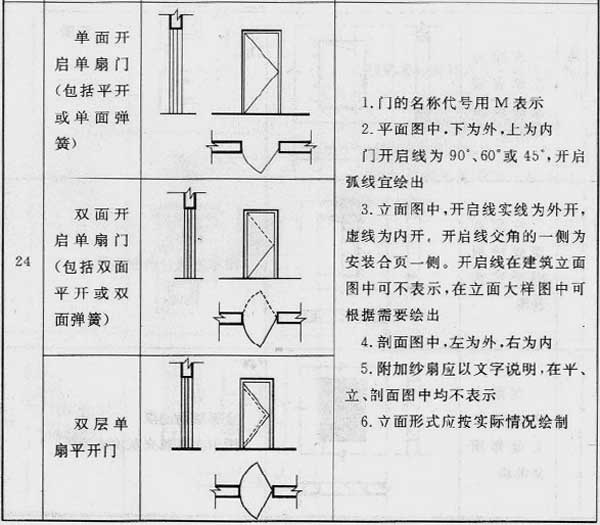 24
单面开
启单扇门
(包括平开
或单面弹
簧)
双面开
启单扇门
(包括双面
平开或双
面弹簧)
双层单
扇平开门
1.门的名称代号用M表示
2.平面图中,下为外,上为内
门开启线为90°、60°或45°,开启
弧线宜绘出
3.立面图中,开启线实线为外开,
虚线为内开。开启线交角的一侧为
安装合页一侧。开启线在建筑立面
图中可不表示,在立面大样图中可
根据需要绘出
4.剖面图中,左为外,右为内
5.附加纱扇应以文字说明,在平、
立、剖面图中均不表示
6.立面形式应按实际情况绘制